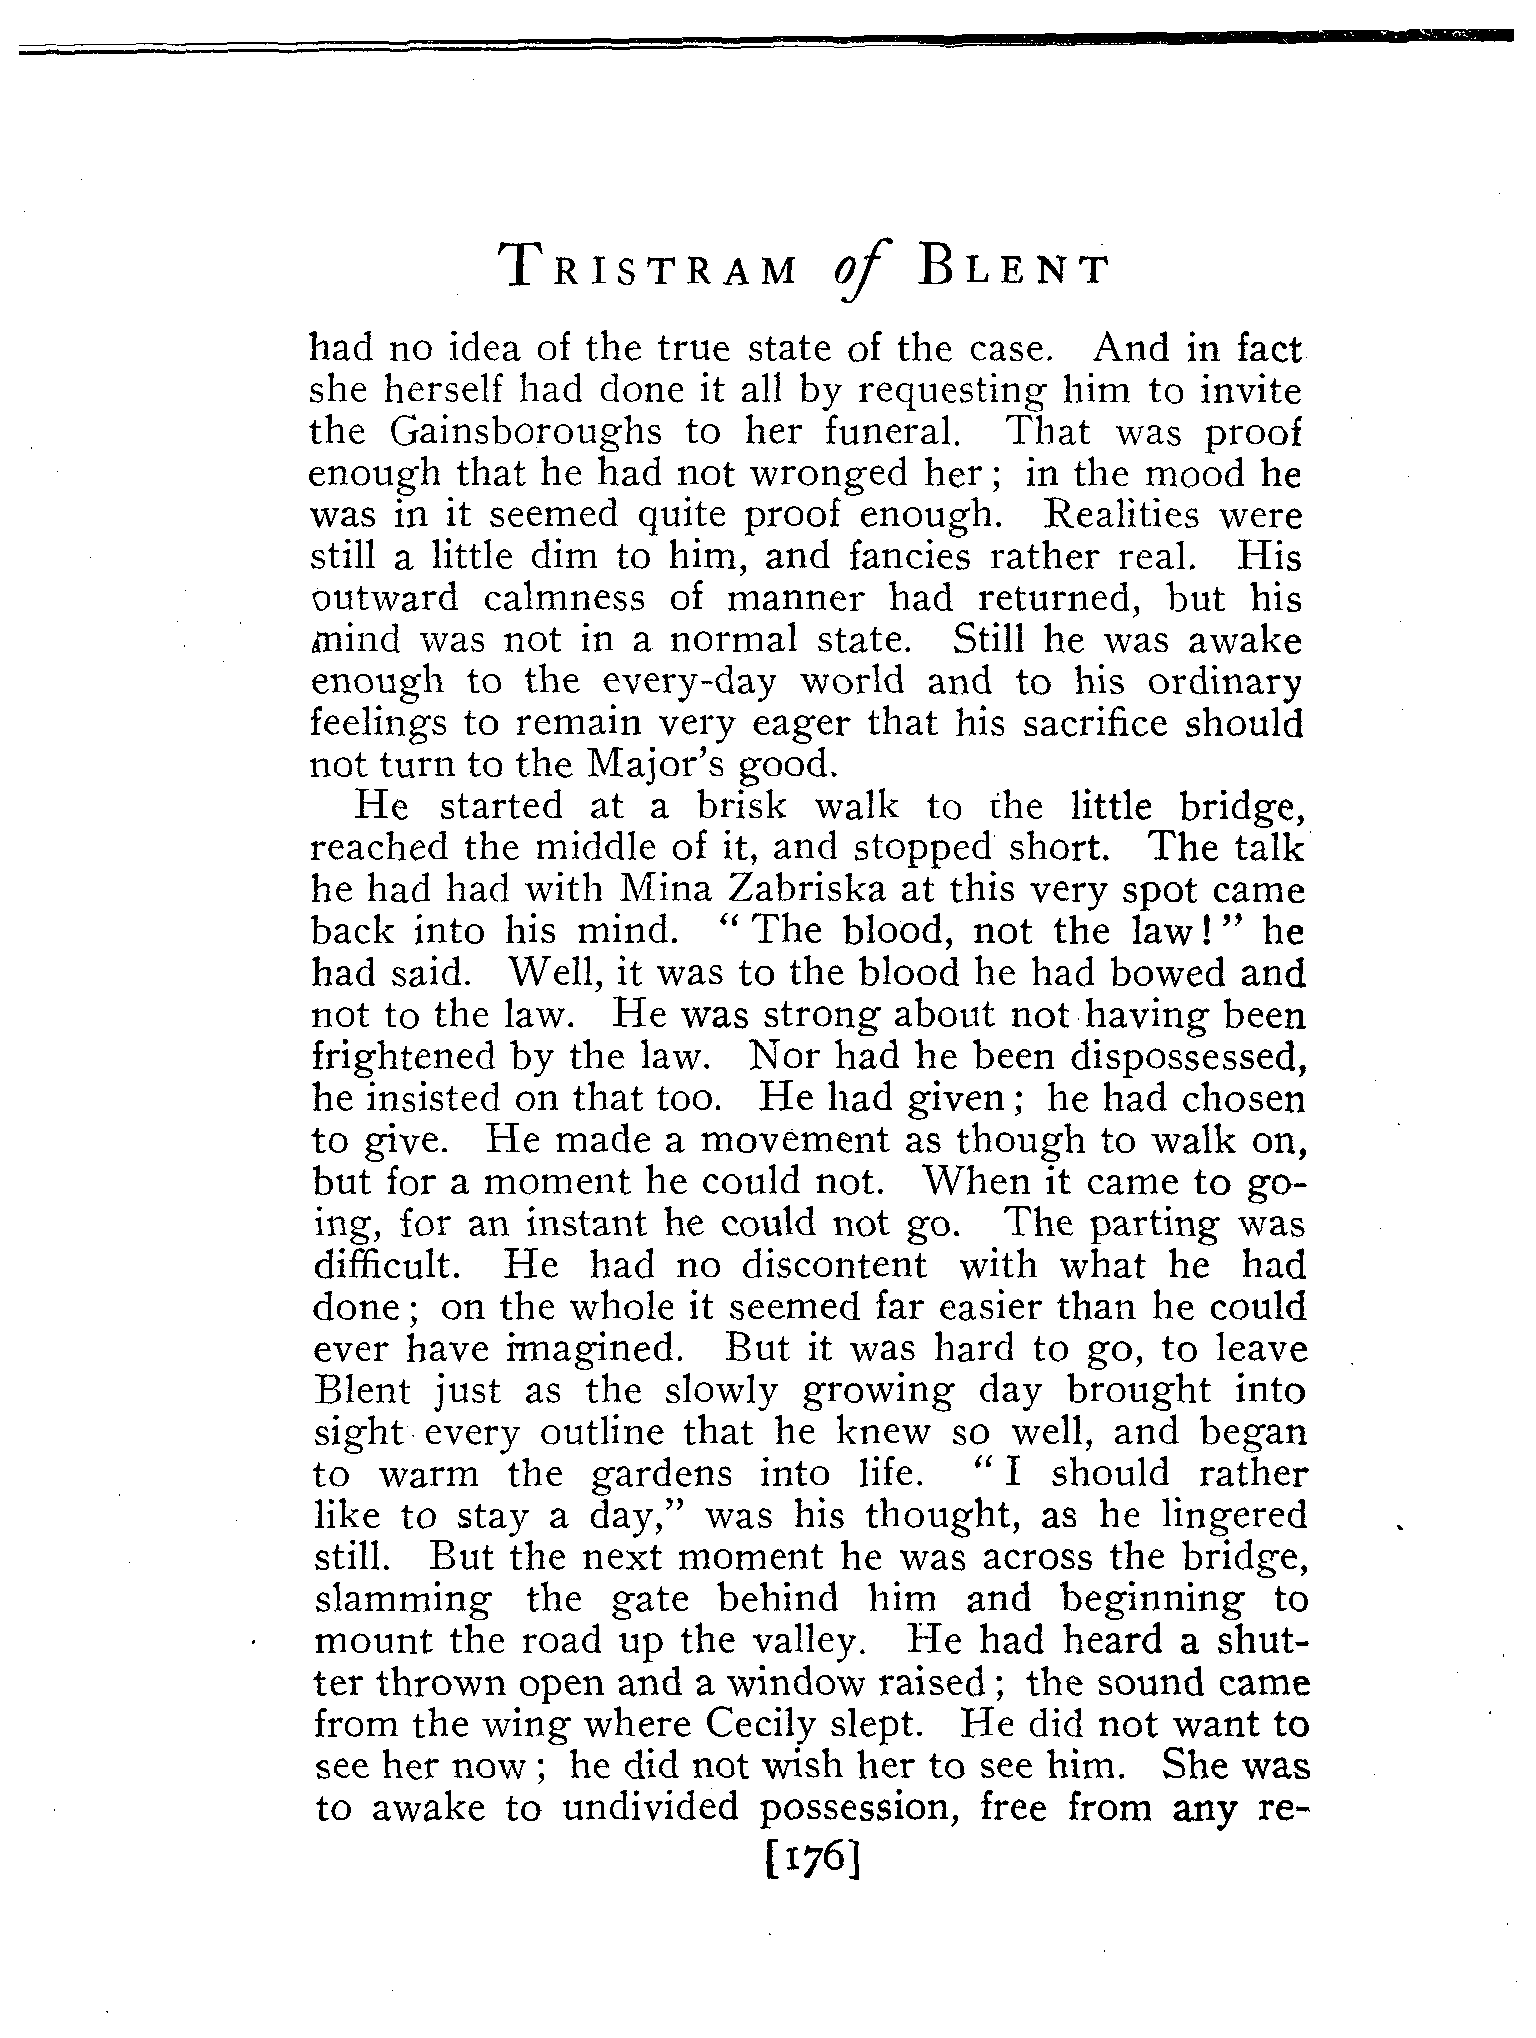 TRISTRAM of BLENT
had no idea of the true state of the case. And in fact
she herself had done it all by requesting him to invite
the Gainsboroughs to her funeral. That was proof
enough that he had not wronged her; in the mood he
was in it seemed quite proof enough. Realities were
still a little dim to him, and fancies rather real. His
outward calmness of manner had returned, but his
mind was not in a normal state. Still he was awake
enough to the every-day world and to his ordinary
feelings to remain very eager that his sacrifice should
not turn to the Major's good.
He started at a brisk walk to the little bridge,
reached the middle of it, and stopped short. The talk
he had had with Mina Zabriska at this very spot came
back into his mind. "The blood, not the law!" he
had said. Well, it was to the blood he had bowed and
not to the law. He was strong about not having been
frightened by the law. Nor had he been dispossessed,
he insisted on that too. He had given; he had chosen
to give. He made a movement as though to walk on,
but for a moment he could not. When it came to go-
ing, for an instant he could not go. The parting was
difficult. He had no discontent with what he had
done; on the whole it seemed far easier than he could
ever have imagined. But it was hard to go, to leave
Blent just as the slowly growing day brought into
sight every outline that he knew so well, and began
to warm the gardens into life. "I should rather
like to stay a day," was his thought, as he lingered
still. But the next moment he was across the bridge,
slamming the gate behind him and beginning to
mount the road up the valley. He had heard a shut-
ter thrown open and a window raised; the sound came
from the wing where Cecily slept. He did not want to
see her now; he did not wish her to see him. She was
to awake to undivided possession, free from any re-
[176]